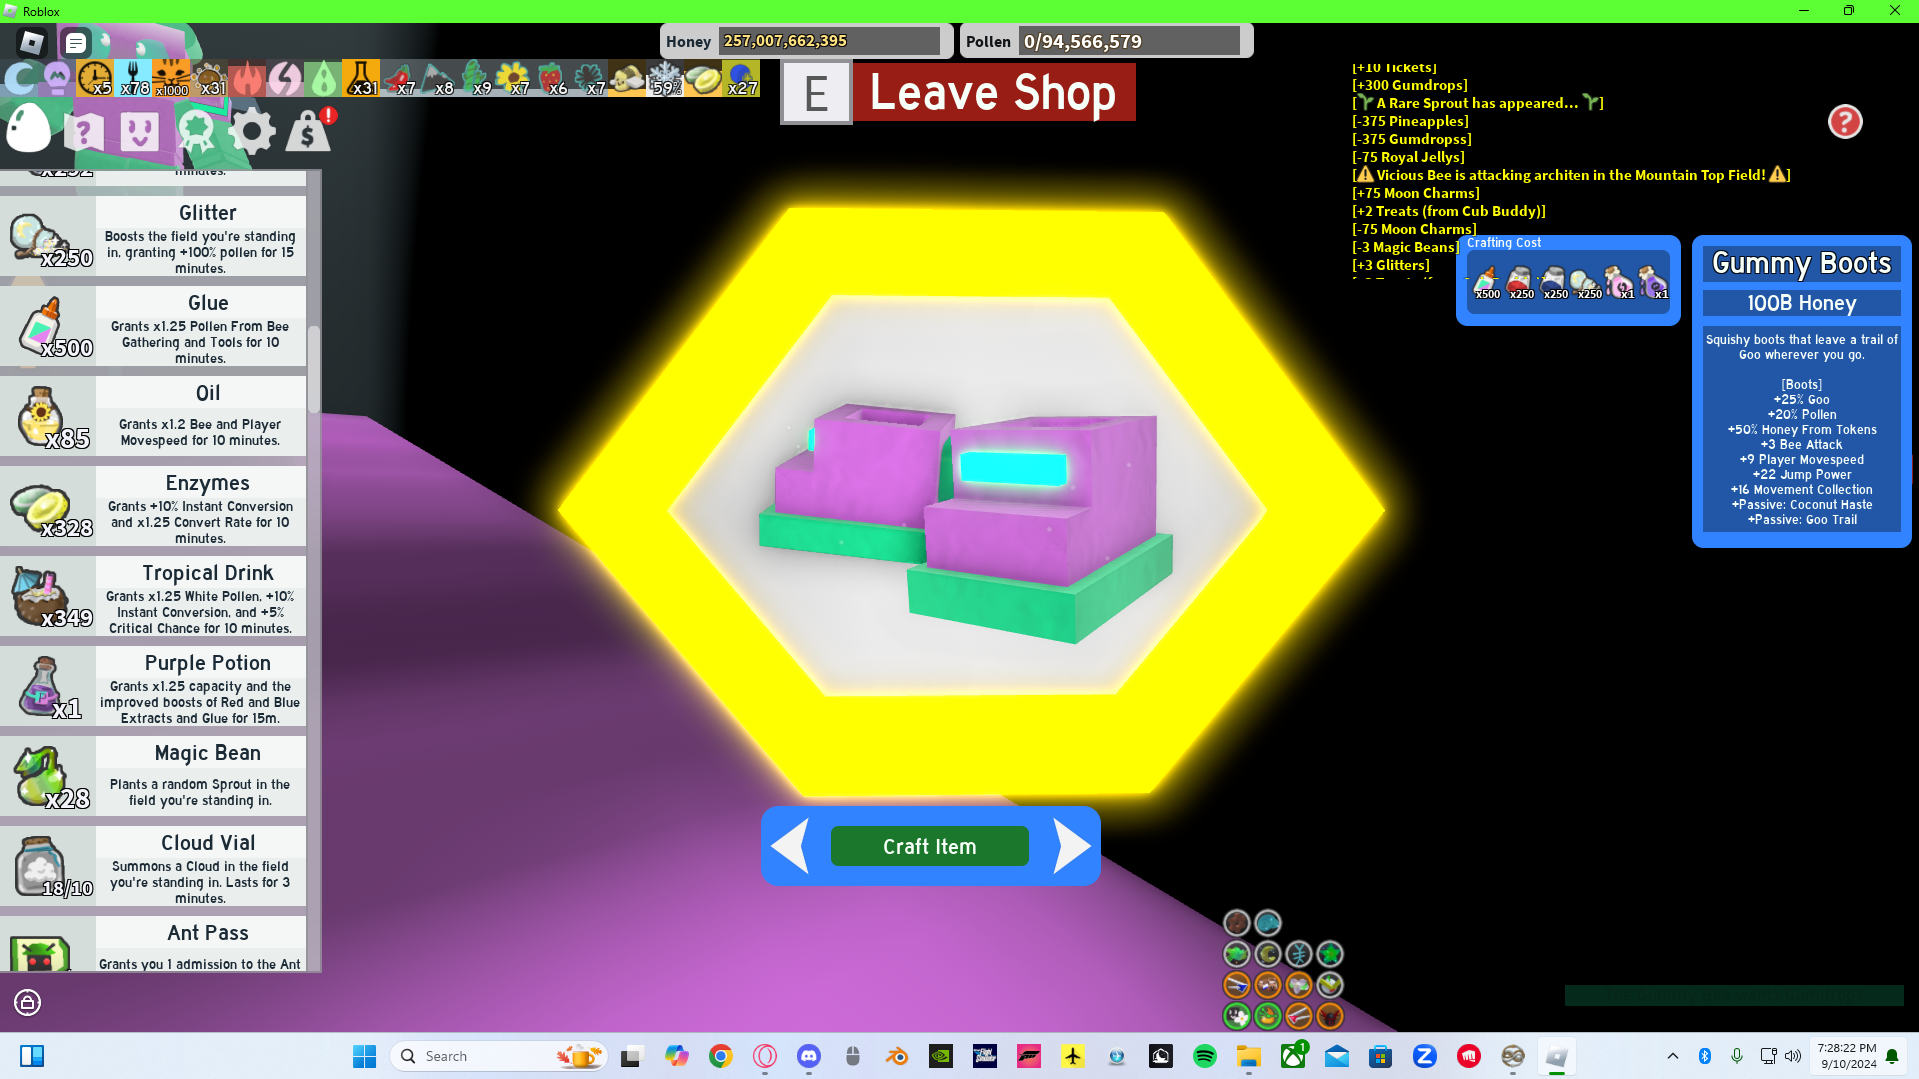 Roblox
Honey
257,007,662,395
Pollen
0/94,566,579
x5
x78
x1000
x31
x31
x7
x8
x9
x7
x6
x7
59%
x27
E
Leave Shop
[+10 Tickets]
[+300 Gumdrops]
[🌱 A Rare Sprout has appeared... 🌱]
[-375 Pineapples]
[-375 Gumdropss]
[-75 Royal Jellys]
[⚠️ Vicious Bee is attacking architen in the Mountain Top Field! ⚠️]
[+75 Moon Charms]
[+2 Treats (from Cub Buddy)]
[-75 Moon Charms]
[-3 Magic Beans]
[+3 Glitters]
Crafting Cost
x500
x250
x250
x250
x1
x1
Gummy Boots
100B Honey
Squishy boots that leave a trail of
Goo wherever you go.
[Boots]
+25% Goo
+20% Pollen
+50% Honey From Tokens
+3 Bee Attack
+9 Player Movespeed
+22 Jump Power
+16 Movement Collection
+Passive: Coconut Haste
+Passive: Goo Trail
minutes.
Glitter
Boosts the field you're standing
in, granting +100% pollen for 15
minutes.
x250
Glue
Grants x1.25 Pollen From Bee
Gathering and Tools for 10
minutes.
x500
Oil
Grants x1.2 Bee and Player
Movespeed for 10 minutes.
x85
Enzymes
Grants +10% Instant Conversion
and x1.25 Convert Rate for 10
minutes.
x328
Tropical Drink
Grants x1.25 White Pollen, +10%
Instant Conversion, and +5%
Critical Chance for 10 minutes.
x349
Purple Potion
Grants x1.25 capacity and the
improved boosts of Red and Blue
Extracts and Glue for 15m.
x1
Magic Bean
Plants a random Sprout in the
field you're standing in.
x28
Cloud Vial
Summons a Cloud in the field
you're standing in. Lasts for 3
minutes.
18/10
Ant Pass
Grants you 1 admission to the Ant
Craft Item
Search
1
7:28:22 PM
9/10/2024